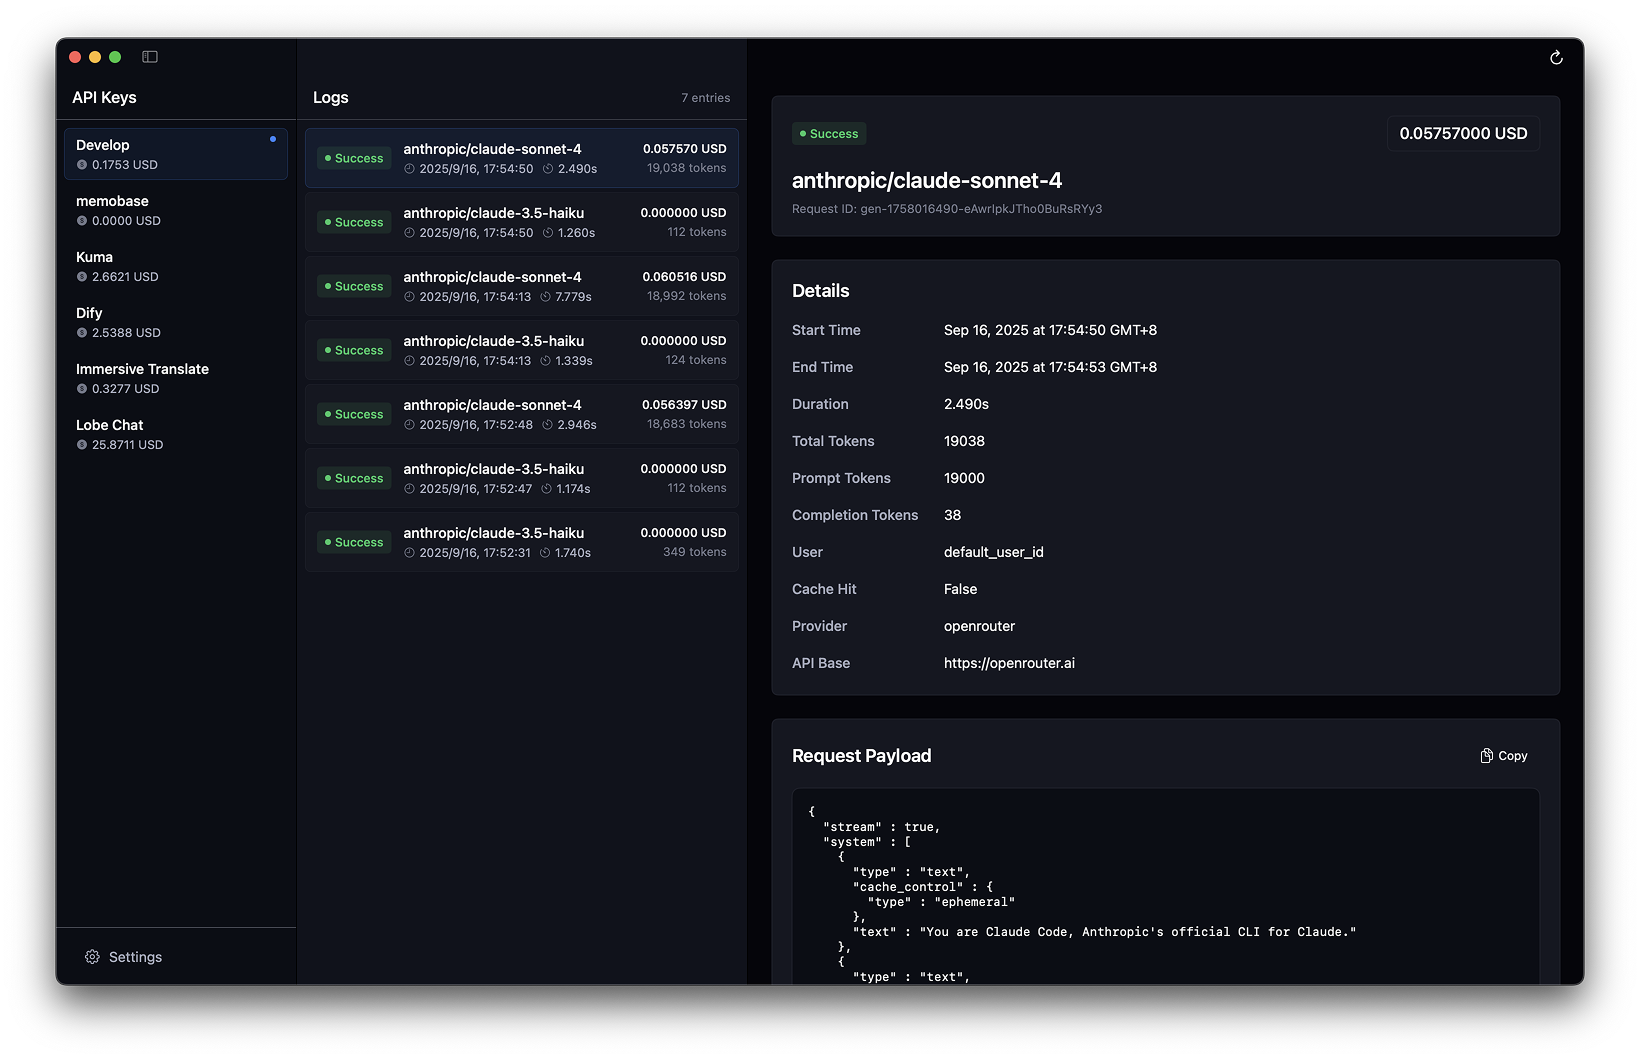 API Keys
Develop
0.1753 USD
memobase
0.0000 USD
Kuma
2.6621 USD
Dify
2.5388 USD
Immersive Translate
0.3277 USD
Lobe Chat
25.8711 USD
Settings
Logs
7 entries
Success
anthropic/claude-sonnet-4
0.057570 USD
2025/9/16, 17:54:50
2.490s
19,038 tokens
Success
anthropic/claude-3.5-haiku
0.000000 USD
2025/9/16, 17:54:50
1.260s
112 tokens
Success
anthropic/claude-sonnet-4
0.060516 USD
2025/9/16, 17:54:13
7.779s
18,992 tokens
Success
anthropic/claude-3.5-haiku
0.000000 USD
2025/9/16, 17:54:13
1.339s
124 tokens
Success
anthropic/claude-sonnet-4
0.056397 USD
2025/9/16, 17:52:48
2.946s
18,683 tokens
Success
anthropic/claude-3.5-haiku
0.000000 USD
2025/9/16, 17:52:47
1.174s
112 tokens
Success
anthropic/claude-3.5-haiku
0.000000 USD
2025/9/16, 17:52:31
1.740s
349 tokens
Success
0.05757000 USD
anthropic/claude-sonnet-4
Request ID: gen-1758016490-eAwrIpkJTho0BuRsRYy3
Details
Start Time Sep 16, 2025 at 17:54:50 GMT+8
End Time Sep 16, 2025 at 17:54:53 GMT+8
Duration 2.490s
Total Tokens 19038
Prompt Tokens 19000
Completion Tokens 38
User default_user_id
Cache Hit False
Provider openrouter
API Base https://openrouter.ai
Request Payload
Copy
{
"stream" : true,
"system" : [
{
"type" : "text",
"cache_control" : {
"type" : "ephemeral"
},
"text" : "You are Claude Code, Anthropic's official CLI for Claude."
},
{
"type" : "text",